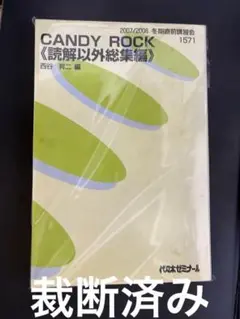 2007/2008 冬期直前講習会
CANDY ROCK
1571
《読解以外総集編》
西谷 昇二 編
代々木ゼミナール
裁断済み